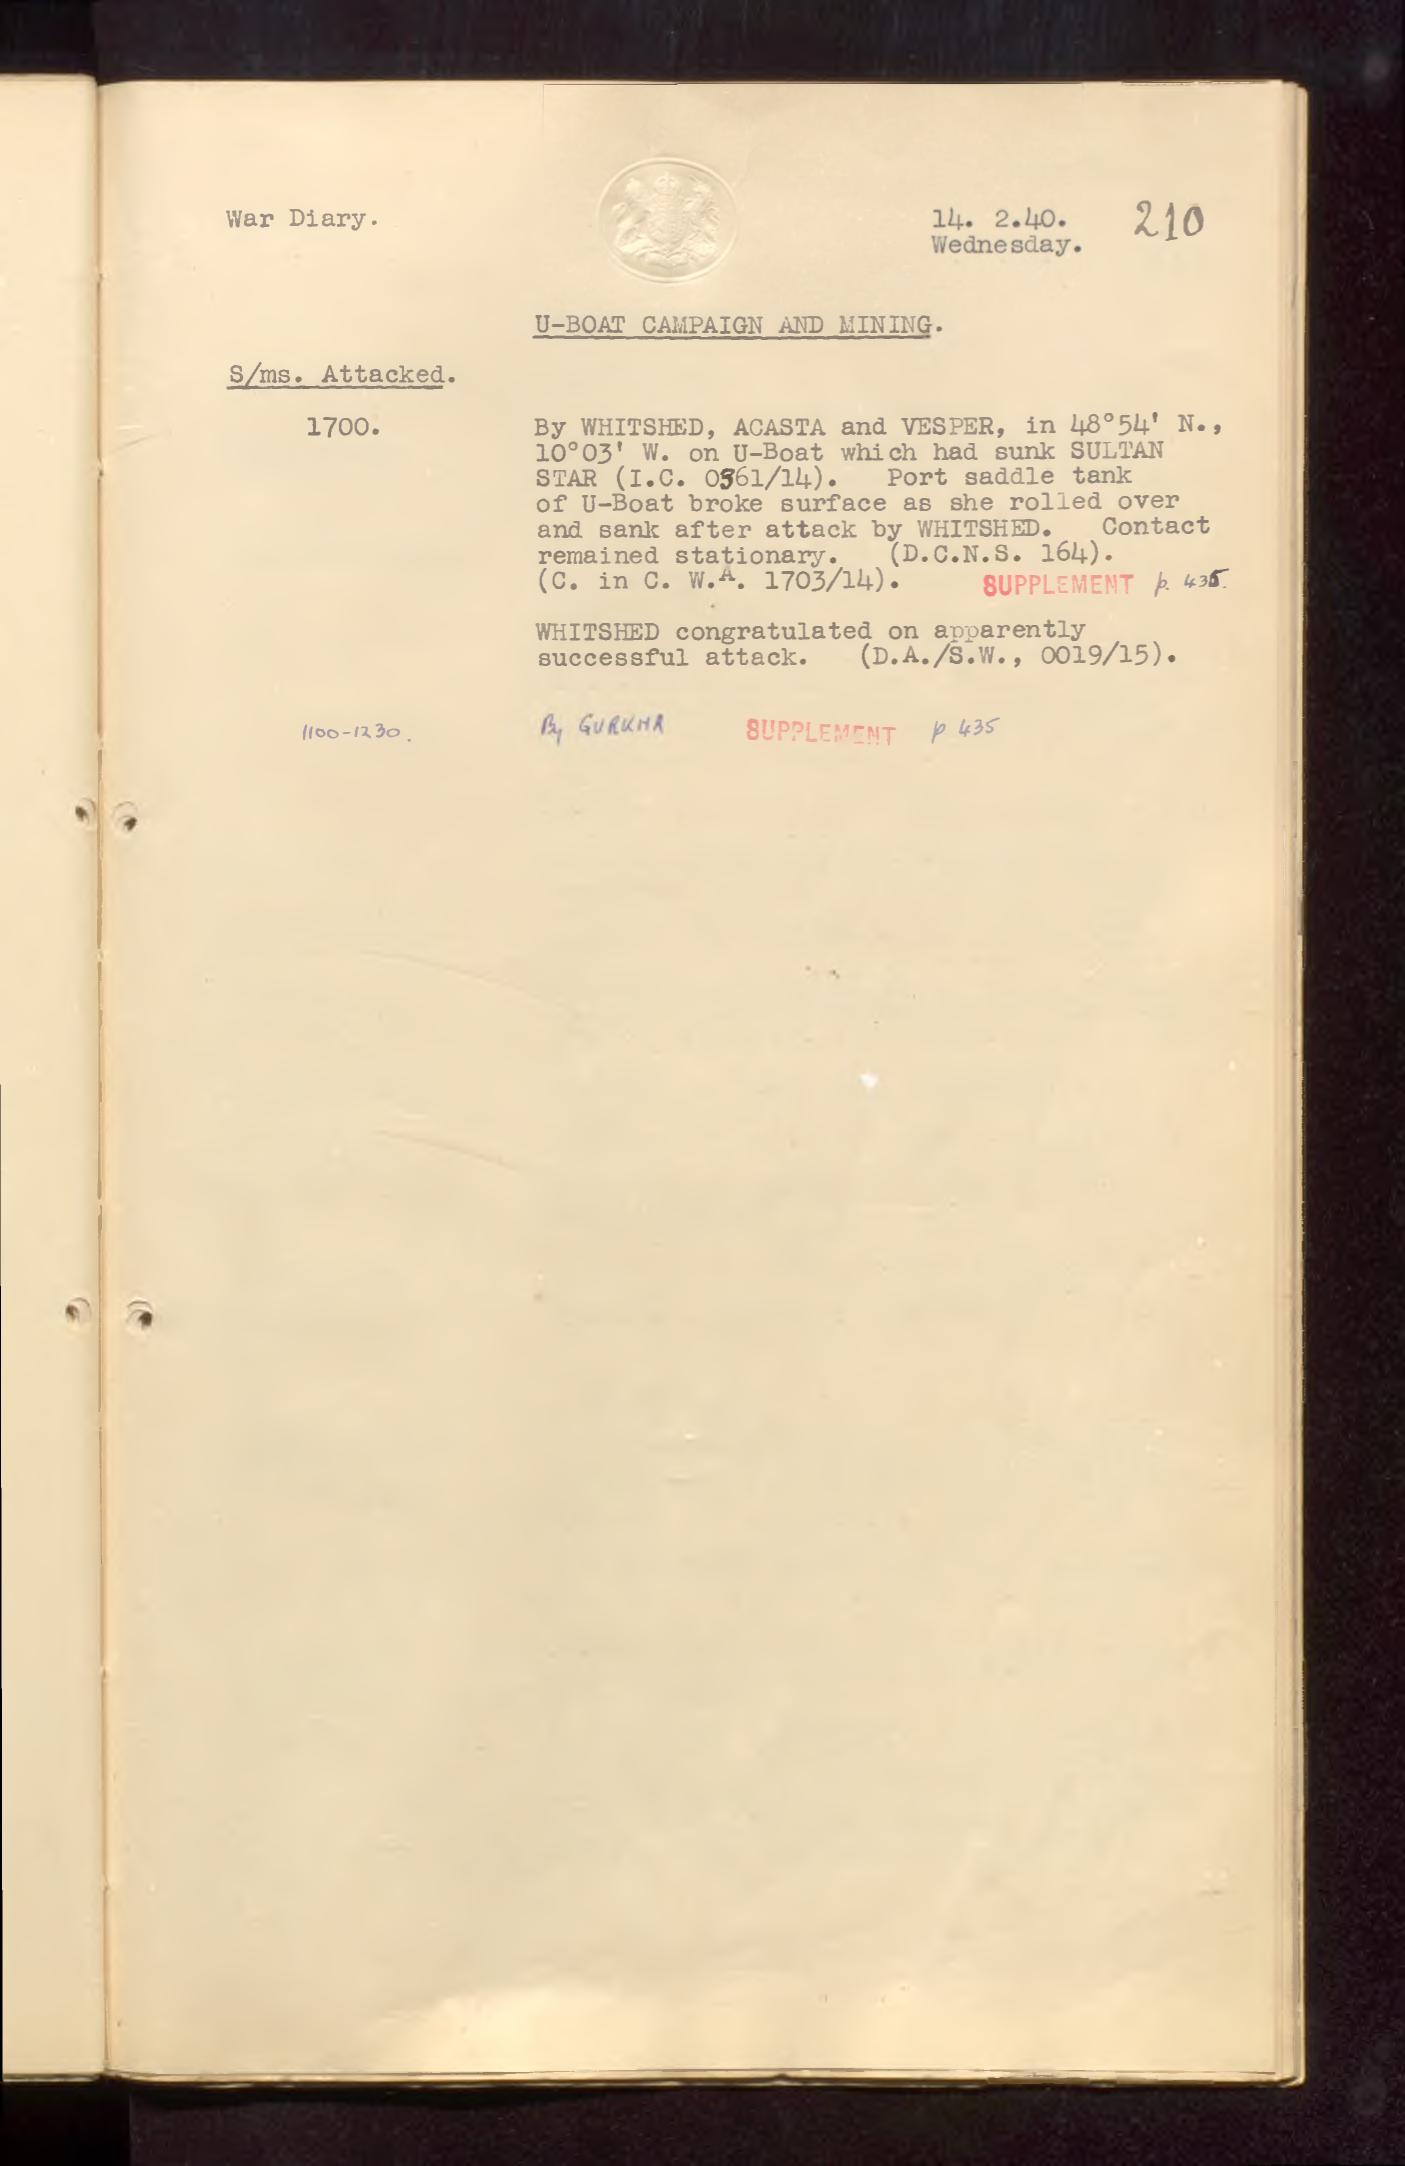 War Diary.
14. 2.40. 210
Wednesday.
U-BOAT CAMPAIGN AND MINING.
S/ms. Attacked.
1700. By WHITSHED, ACASTA and VESPER, in 48°54' N.,
10°03' W. on U-Boat which had sunk SULTAN
STAR (I.C. 0361/14). Port saddle tank
of U-Boat broke surface as she rolled over
and sank after attack by WHITSHED. Contact
remained stationary. (D.C.N.S. 164).
(C. in C. W.A. 1703/14). SUPPLEMENT p. 435.
WHITSHED congratulated on apparently
successful attack. (D.A./S.W., 0019/15).
1100-1230. By GURKHA SUPPLEMENT p 435